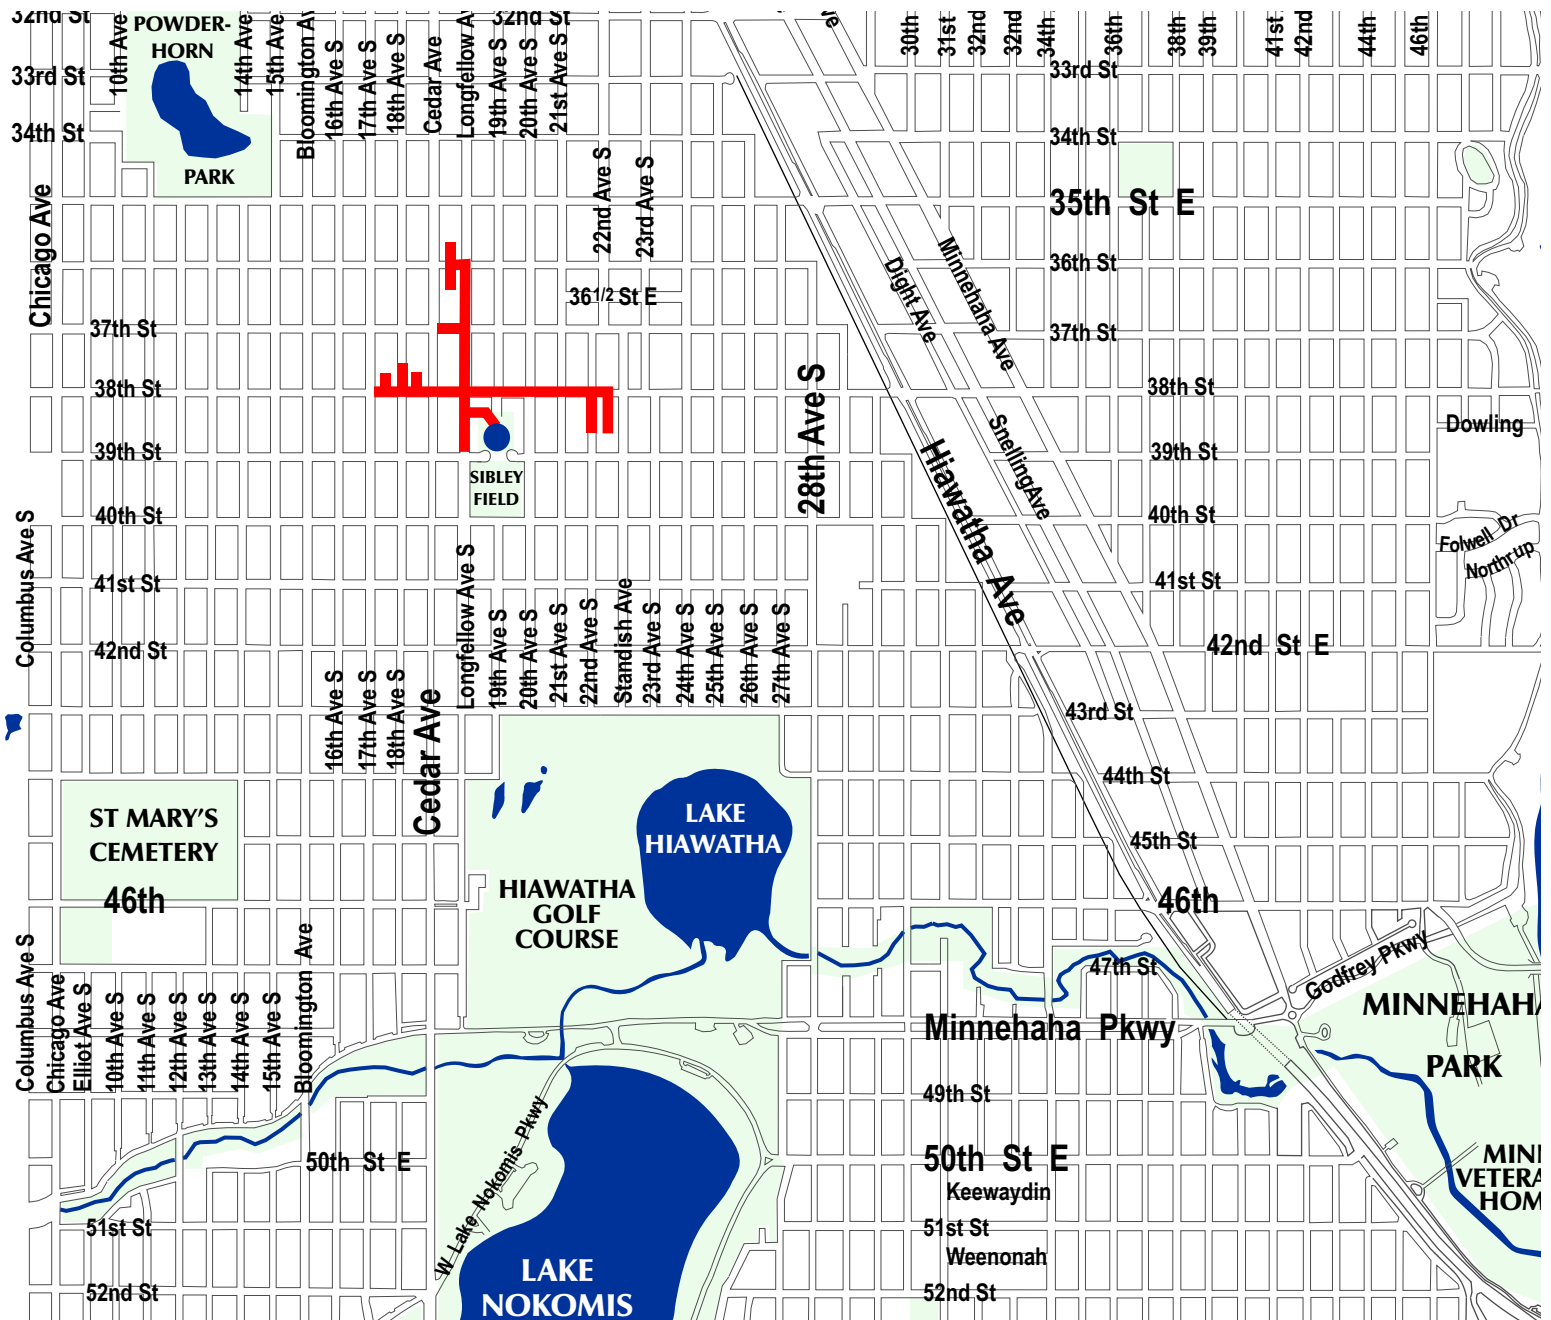 32nd St
10th Ave
POWDER-
HORN
PARK
14th Ave
15th Ave
Bloomington Av
16th Ave S
17th Ave S
18th Ave S
Cedar Ave
Longfellow Av
32nd St
19th Ave S
20th Ave S
21st Ave S
30th
31st
32nd
32nd
34th
36th
38th
39th
41st
42nd
44th
46th
33rd St
33rd St
34th St
34th St
22nd Ave S
23rd Ave S
35th St E
Chicago Ave
36th St
Dight Ave
Minnehaha Ave
36 1/2 St E
37th St
37th St
38th St
38th St
28th Ave S
Dowling
39th St
39th St
SnellingAve
Hiawatha Ave
SIBLEY
FIELD
40th St
40th St
Folwell Dr
Northrup
Columbus Ave S
41st St
41st St
42nd St
42nd St E
Longfellow Ave S
19th Ave S
20th Ave S
21st Ave S
22nd Ave S
Standish Ave
23rd Ave S
24th Ave S
25th Ave S
26th Ave S
27th Ave S
16th Ave S
17th Ave S
18th Ave S
Cedar Ave
43rd St
44th St
45th St
ST MARY'S
CEMETERY
46th
46th
LAKE
HIAWATHA
HIAWATHA
GOLF
COURSE
47th St
Godfrey Pkwy
Columbus Ave S
Chicago Ave
Elliot Ave S
10th Ave S
11th Ave S
12th Ave S
13th Ave S
14th Ave S
15th Ave S
Bloomington Ave
Minnehaha Pkwy
MINNEHAHA
PARK
49th St
W Lake Nokomis Pkwy
50th St E
50th St E
Keewaydin
51st St
51st St
Weenonah
52nd St
52nd St
LAKE
NOKOMIS
MINN
VETERA
HOM